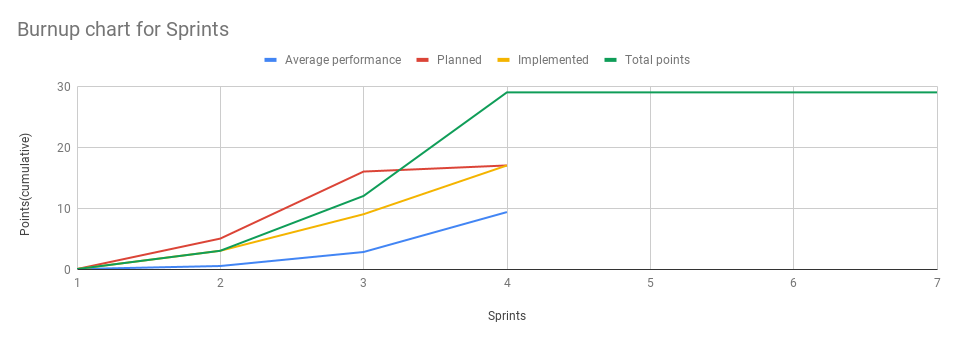 Burnup chart for Sprints
Average performance Planned Implemented Total points
Points(cumulative)
30
20
10
0
1 2 3 4 5 6 7
Sprints